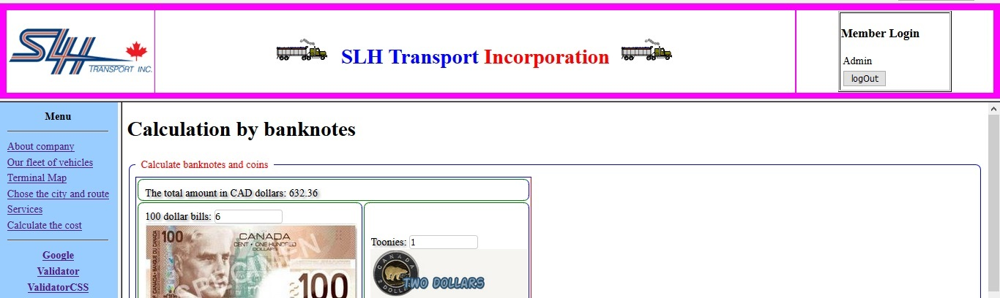 SLH
TRANSPORT INC.
SLH Transport Incorporation
Member Login
Admin
logOut
Menu
About company
Our fleet of vehicles
Terminal Map
Chose the city and route
Services
Calculate the cost
Google
Validator
ValidatorCSS
Calculation by banknotes
Calculate banknotes and coins
The total amount in CAD dollars: 632.36
100 dollar bills: 6
100
CANADA
CENT • ONE HUNDRED
DOLLARS
SPECIMEN
100
Toonies: 1
CANADA
2 DOLLARS
TWO DOLLARS